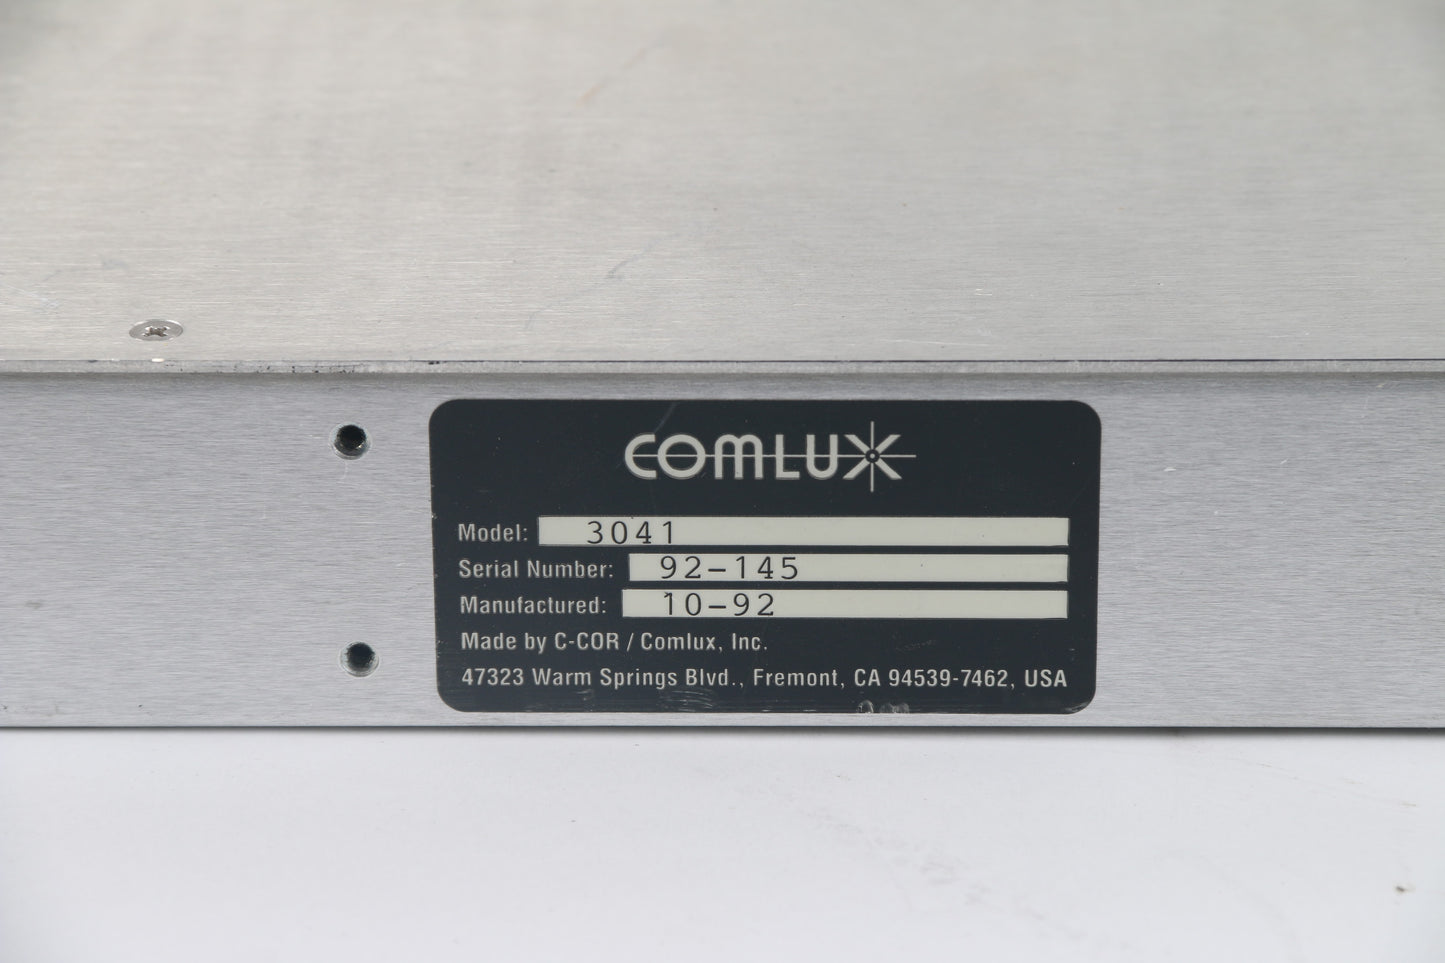 COMLUX
Model: 3041
Serial Number: 92-145
Manufactured: 10-92
Made by C-COR / Comlux, Inc.
47323 Warm Springs Blvd., Fremont, CA 94539-7462, USA